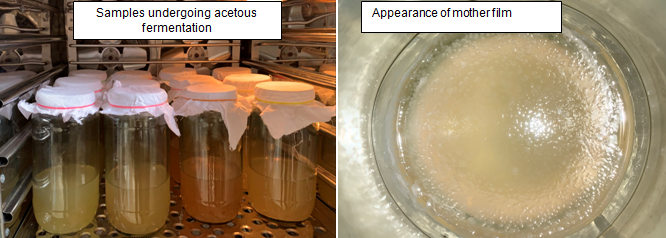 Samples undergoing acetous
fermentation
Appearance of mother film